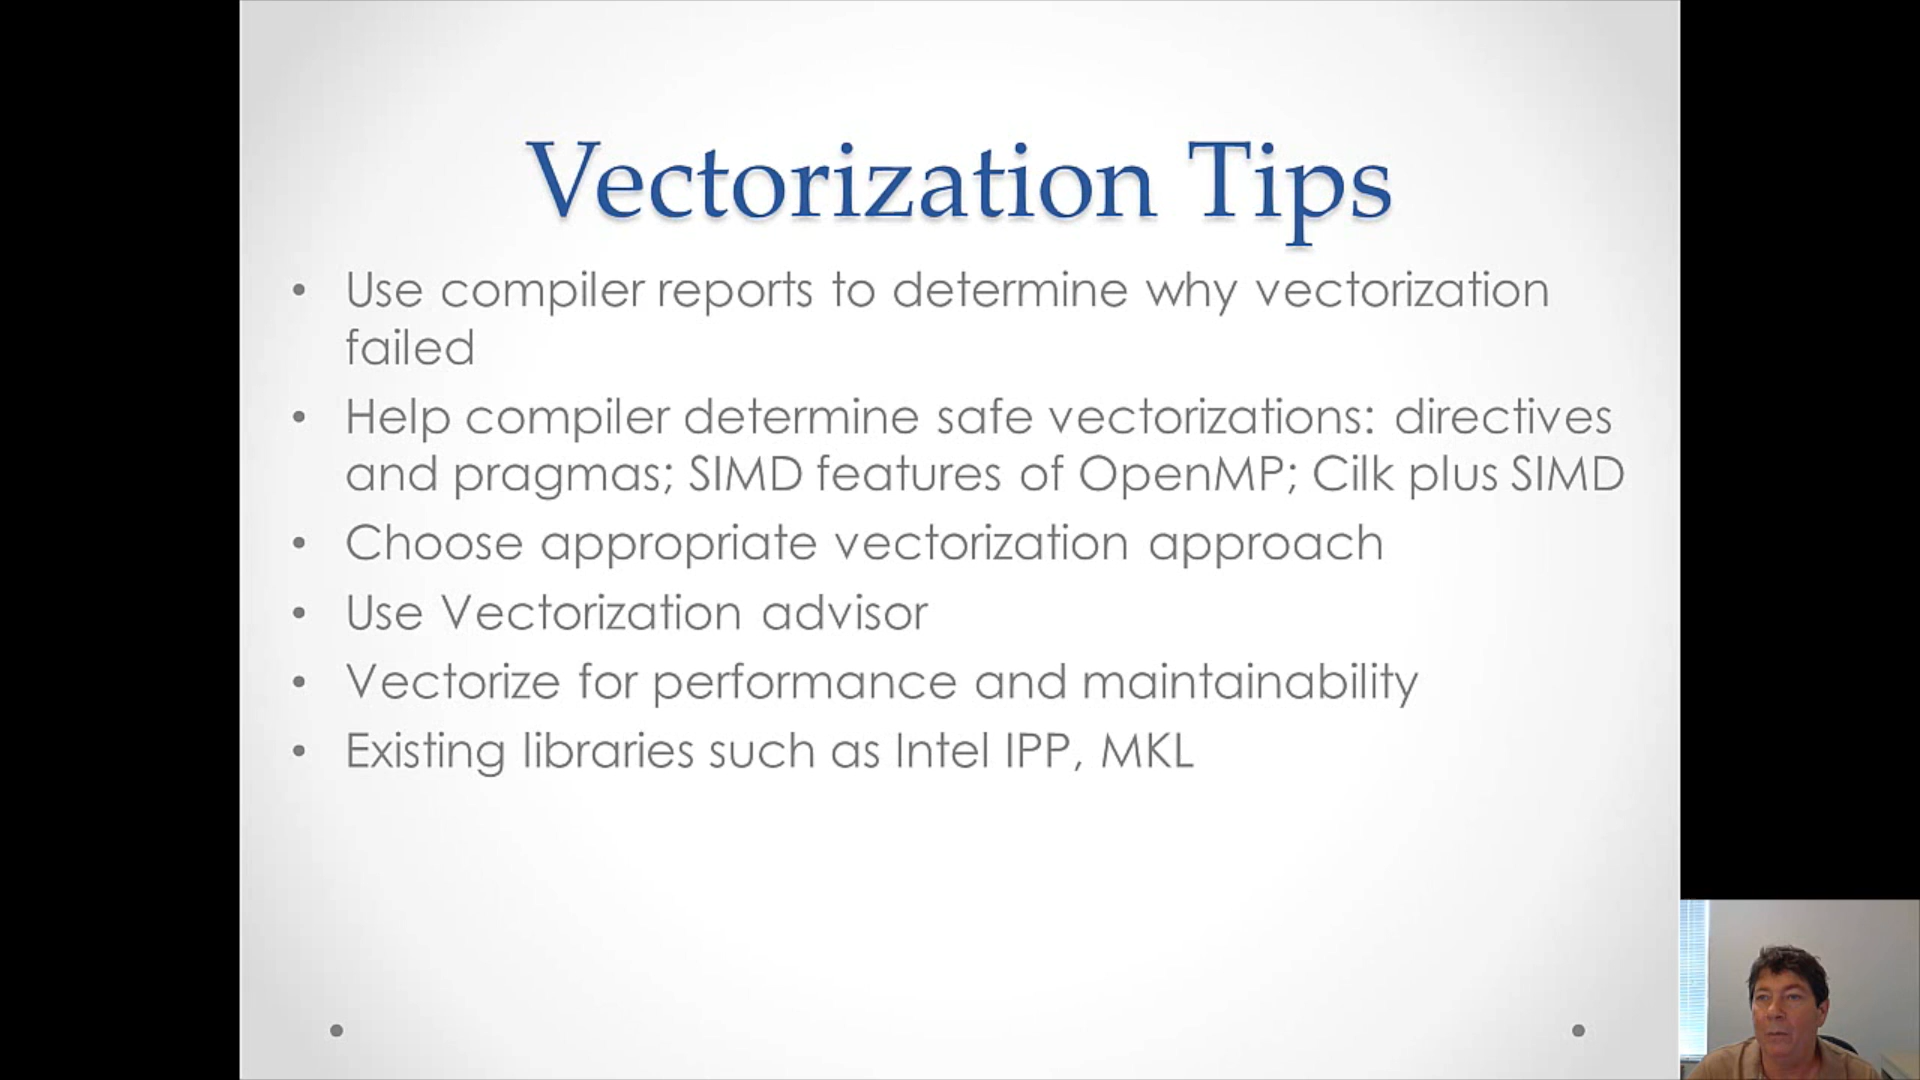 Vectorization Tips
• Use compiler reports to determine why vectorization
failed
• Help compiler determine safe vectorizations: directives
and pragmas; SIMD features of OpenMP; Cilk plus SIMD
• Choose appropriate vectorization approach
• Use Vectorization advisor
• Vectorize for performance and maintainability
• Existing libraries such as Intel IPP, MKL